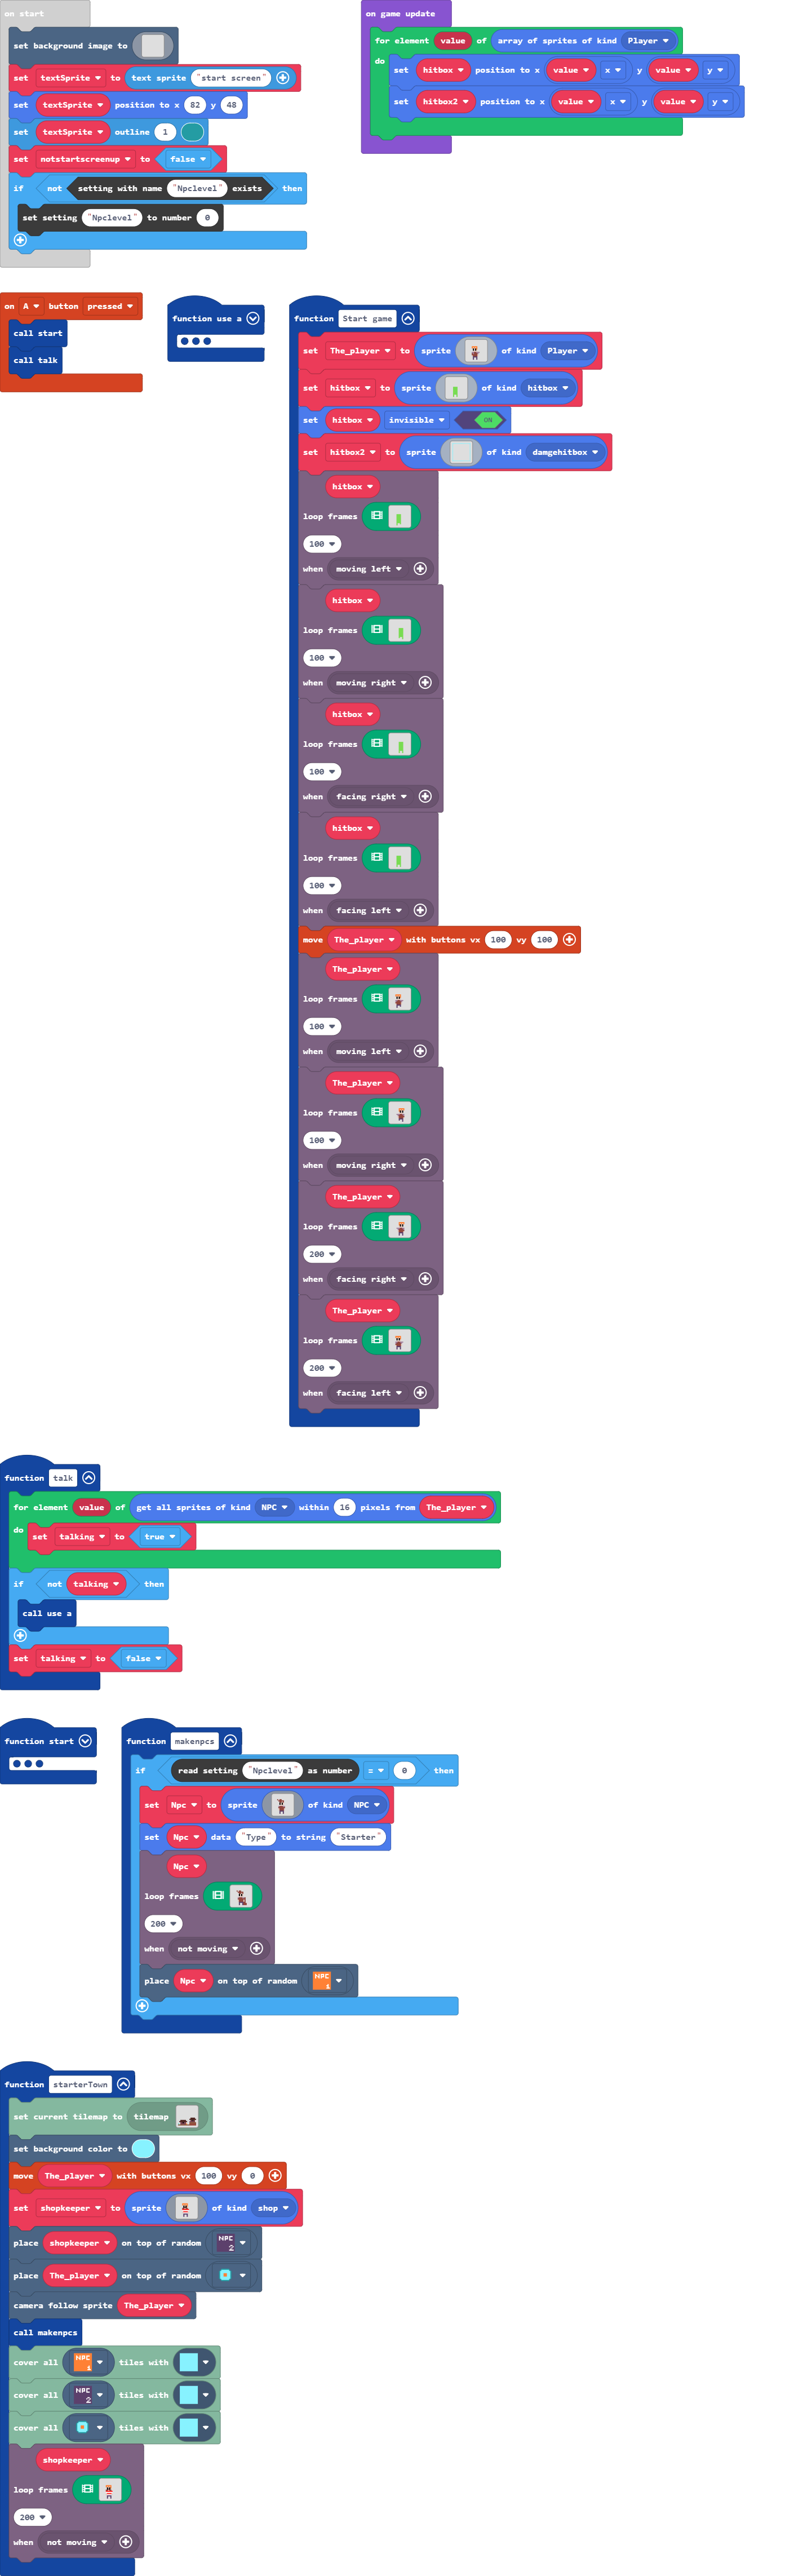 on start
set background image to
set textSprite to text sprite "start screen"
set textSprite position to x 82 y 48
set textSprite outline 1
set notstartscreenup to false
if not setting with name "Npclevel" exists then
set setting "Npclevel" to number 0
on game update
for element value of array of sprites of kind Player
do
set hitbox position to x value x y value y
set hitbox2 position to x value x y value y
on A button pressed
call start
call talk
function use a
function Start game
set The_player to sprite of kind Player
set hitbox to sprite of kind hitbox
set hitbox invisible ON
set hitbox2 to sprite of kind damgehitbox
hitbox
loop frames
100
when moving left
hitbox
loop frames
100
when moving right
hitbox
loop frames
100
when facing right
hitbox
loop frames
100
when facing left
move The_player with buttons vx 100 vy 100
The_player
loop frames
100
when moving left
The_player
loop frames
100
when moving right
The_player
loop frames
200
when facing right
The_player
loop frames
200
when facing left
function talk
for element value of get all sprites of kind NPC within 16 pixels from The_player
do
set talking to true
if not talking then
call use a
set talking to false
function start
function makenpcs
if read setting "Npclevel" as number = 0 then
set Npc to sprite of kind NPC
set Npc data "Type" to string "Starter"
Npc
loop frames
200
when not moving
place Npc on top of random NPC 1
function starterTown
set current tilemap to tilemap
set background color to
move The_player with buttons vx 100 vy 0
set shopkeeper to sprite of kind shop
place shopkeeper on top of random NPC 2
place The_player on top of random
camera follow sprite The_player
call makenpcs
cover all NPC 1 tiles with
cover all NPC 2 tiles with
cover all tiles with
shopkeeper
loop frames
200
when not moving